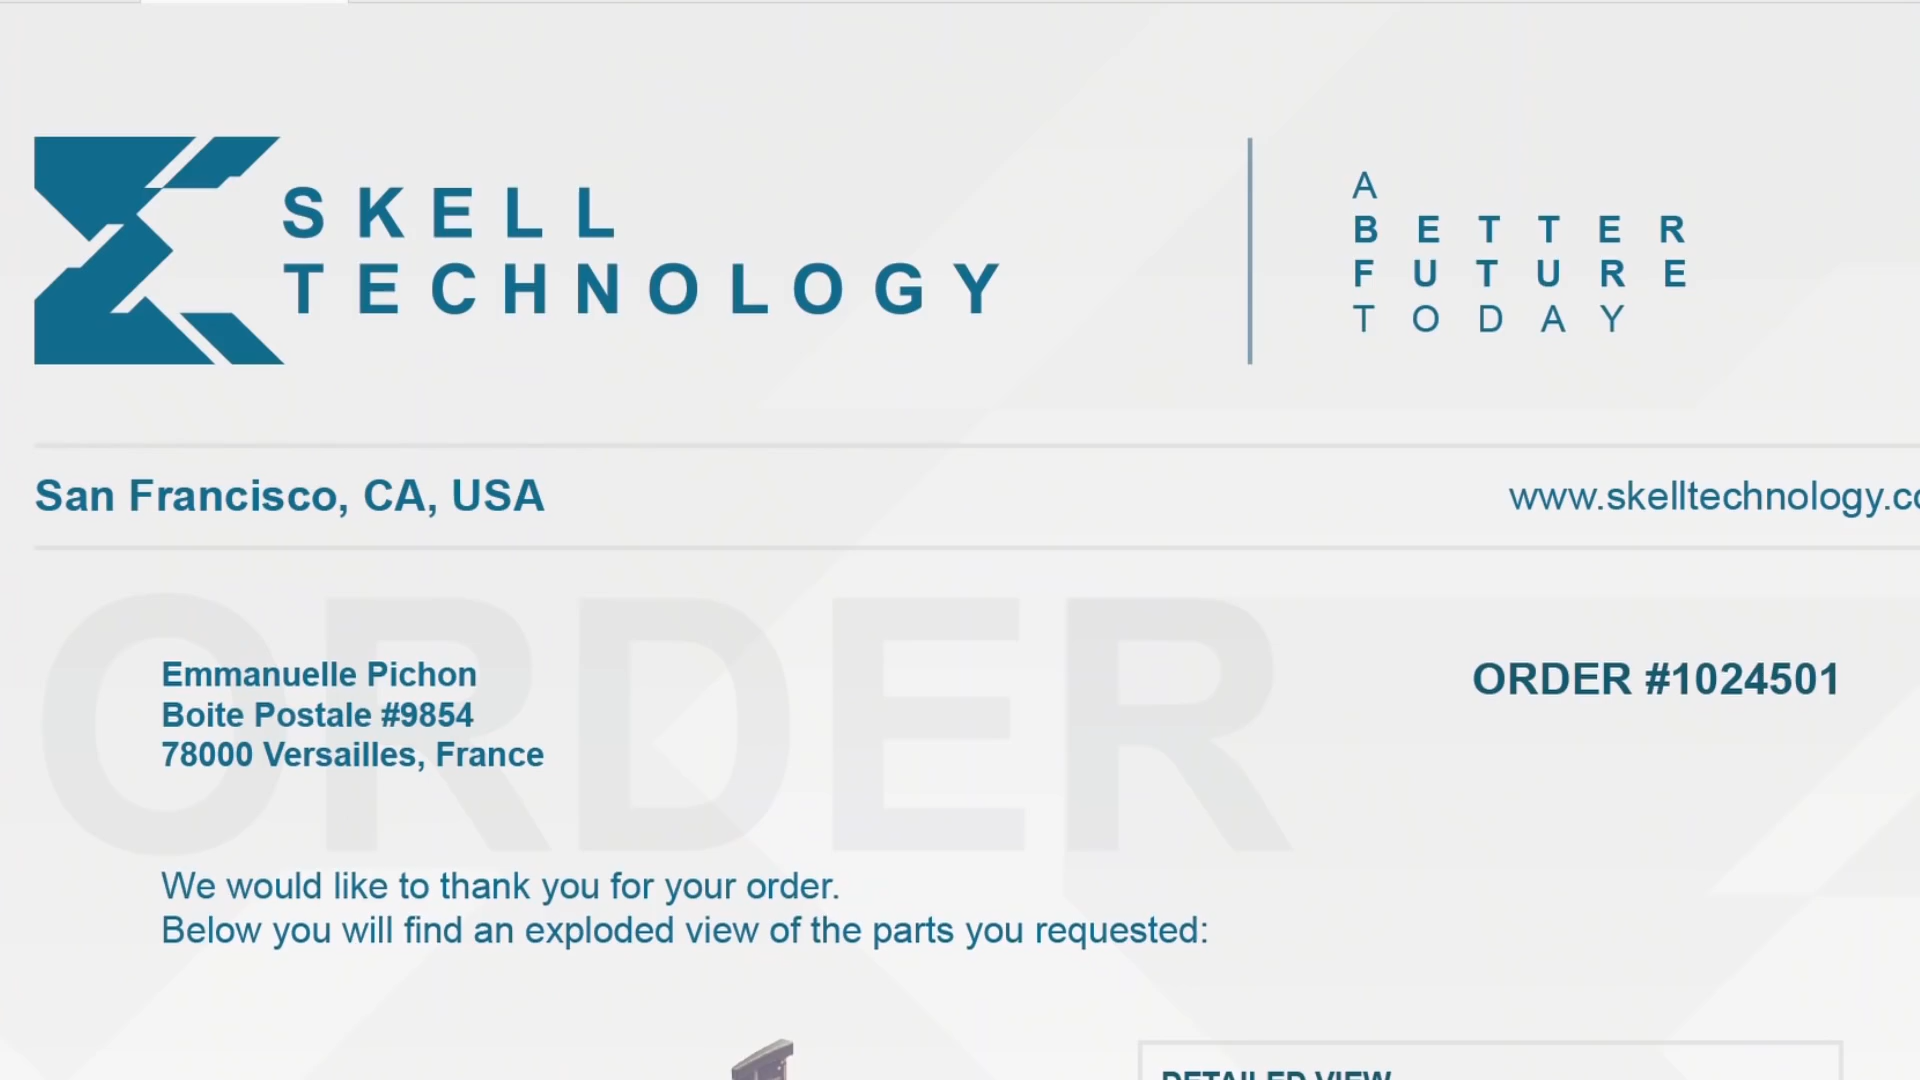 SKELL
TECHNOLOGY
A
BETTER
FUTURE
TODAY
San Francisco, CA, USA
www.skelltechnology.co
ORDER
Emmanuelle Pichon
Boite Postale #9854
78000 Versailles, France
ORDER #1024501
We would like to thank you for your order.
Below you will find an exploded view of the parts you requested:
DETAILED VIEW